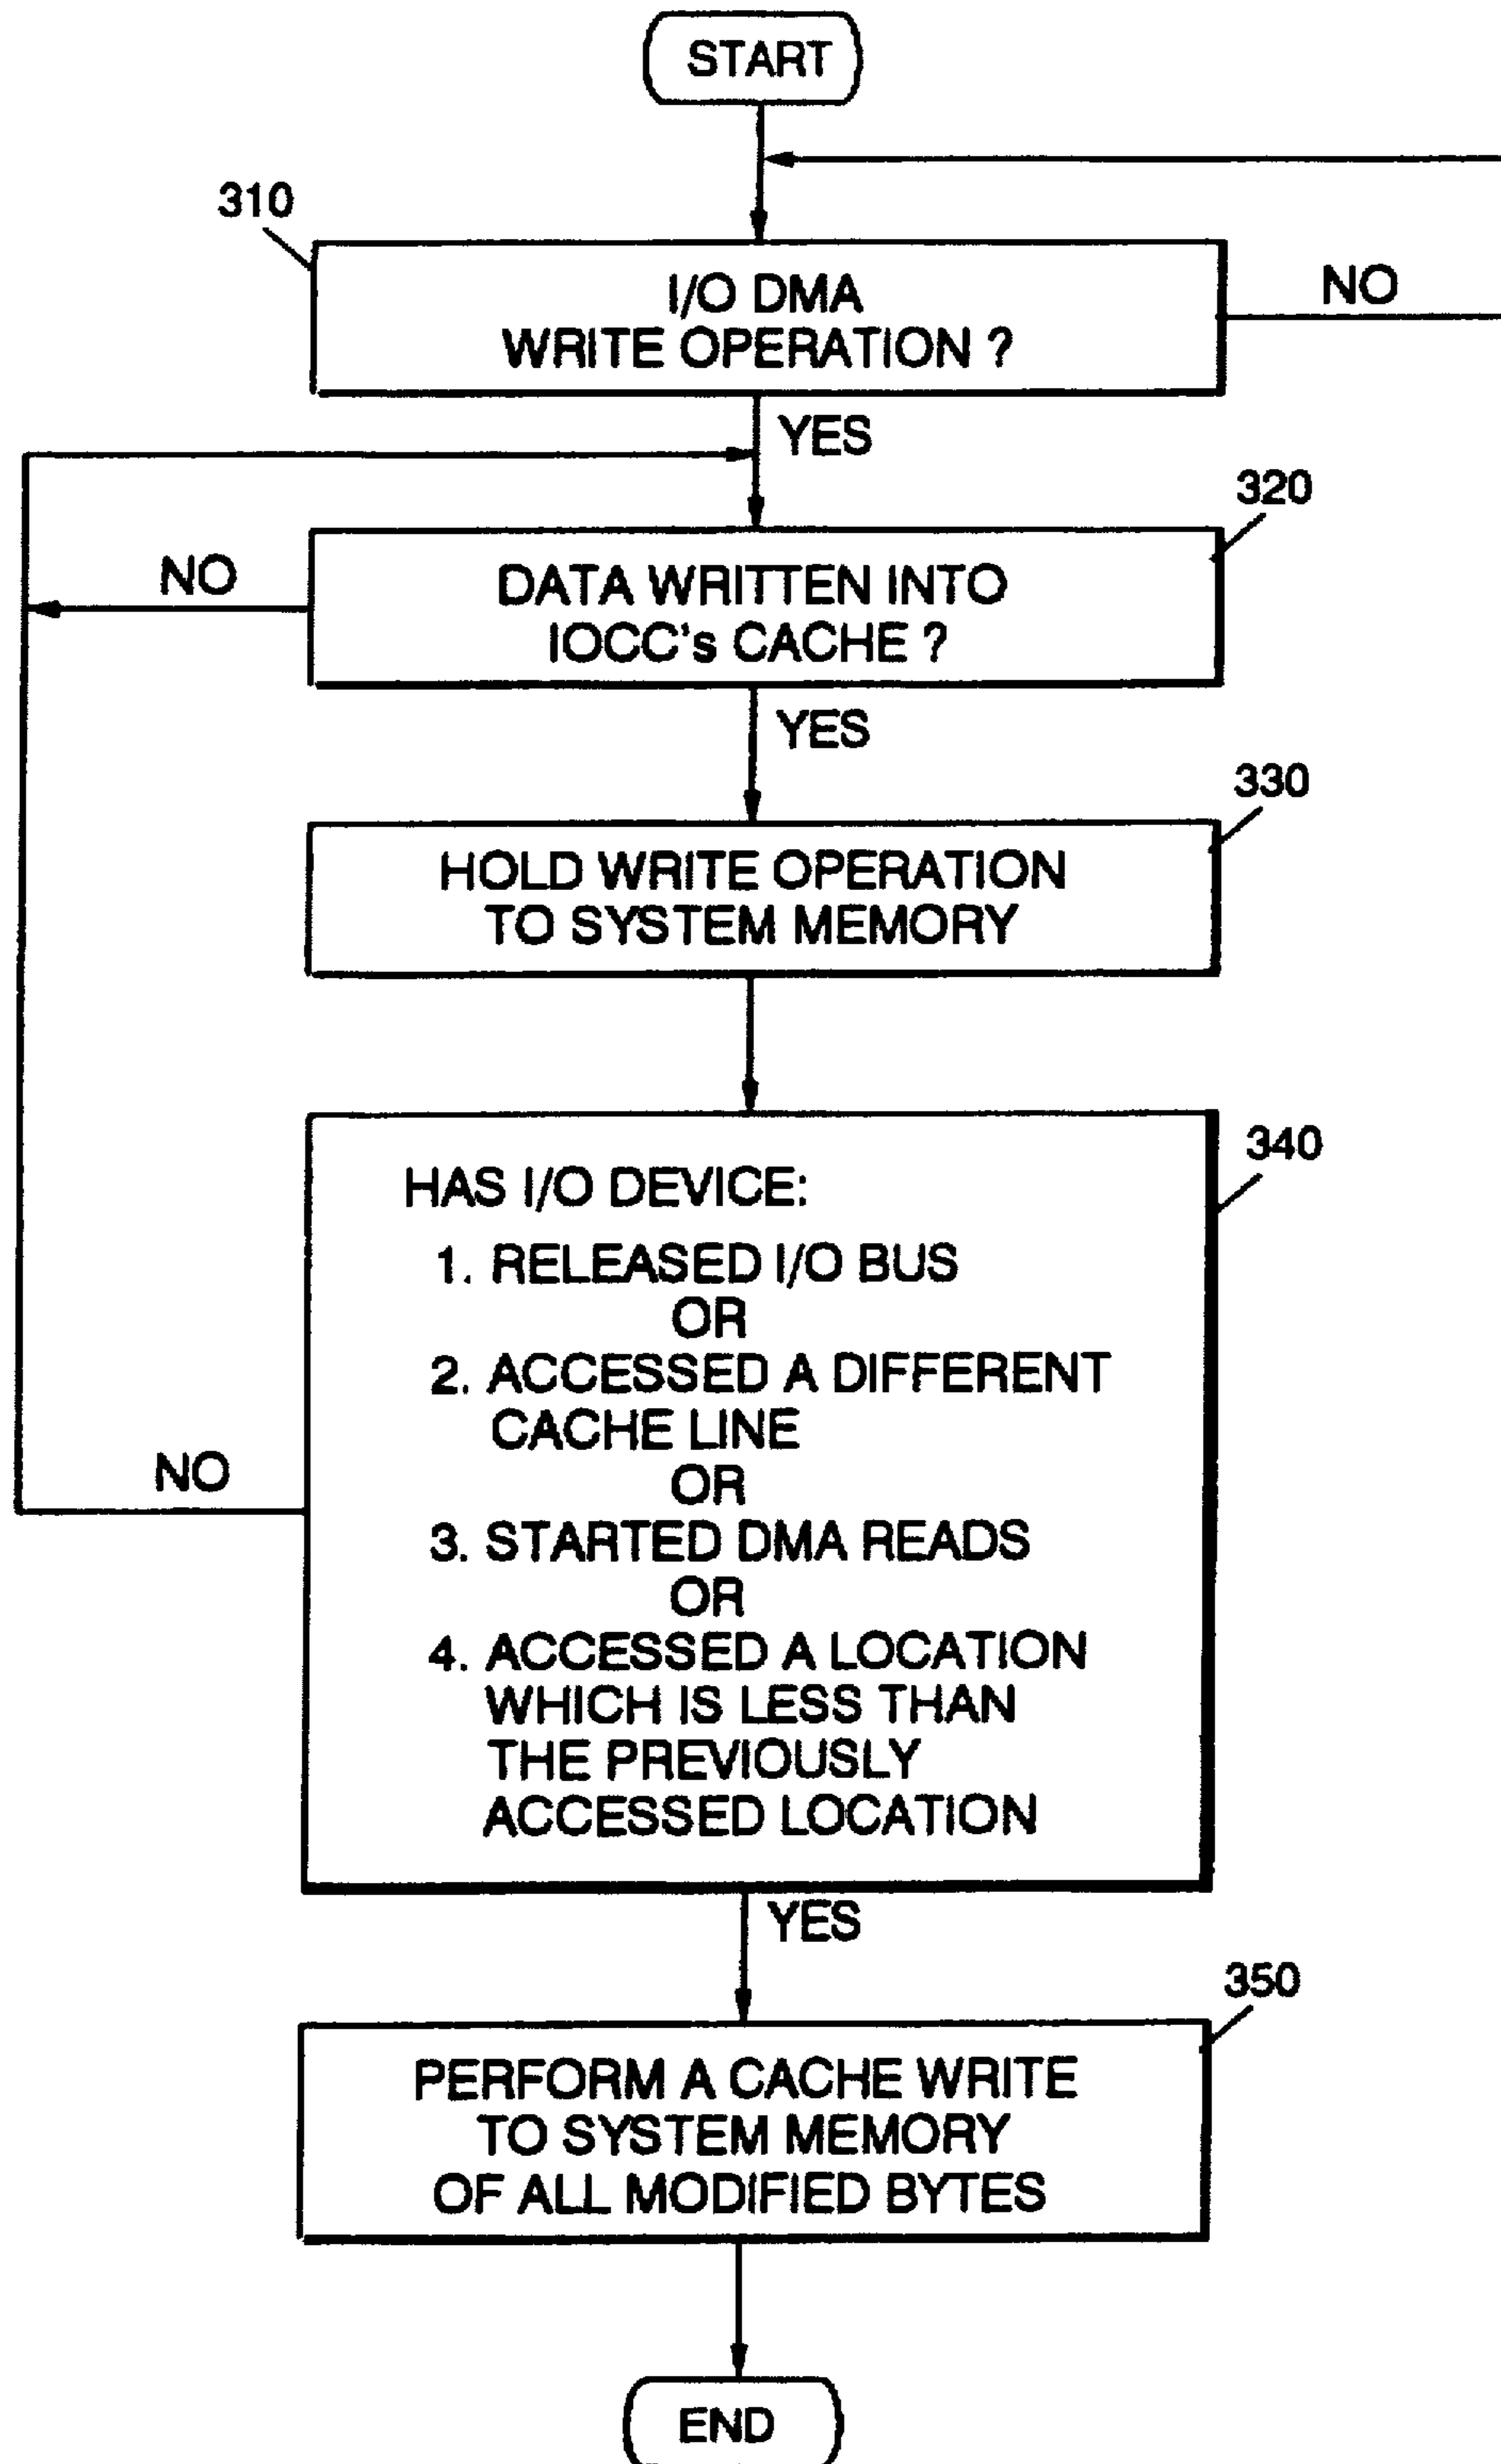 START
310
I/O DMA
WRITE OPERATION ?
NO
YES
320
NO
DATA WRITTEN INTO
IOCC's CACHE ?
YES
330
HOLD WRITE OPERATION
TO SYSTEM MEMORY
340
HAS I/O DEVICE:
1. RELEASED I/O BUS
OR
2. ACCESSED A DIFFERENT
CACHE LINE
OR
NO
3. STARTED DMA READS
OR
4. ACCESSED A LOCATION
WHICH IS LESS THAN
THE PREVIOUSLY
ACCESSED LOCATION
YES
350
PERFORM A CACHE WRITE
TO SYSTEM MEMORY
OF ALL MODIFIED BYTES
END